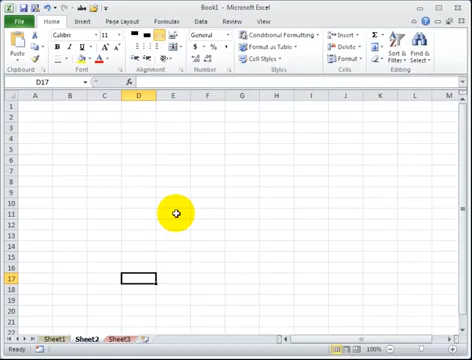 Book1 - Microsoft Excel
File Home Insert Page Layout Formulas Data Review View
Paste
Calibri 11
B I U
$ % ,
Conditional Formatting
Format as Table
Cell Styles
Insert
Delete
Format
Σ
Sort & Filter
Find & Select
Clipboard Font Alignment Number Styles Cells Editing
D17 fx
A B C D E F G H I J K L M
1
2
3
4
5
6
7
8
9
10
11
12
13
14
15
16
17
18
19
20
21
22
Sheet1 Sheet2 Sheet3
Ready 100%